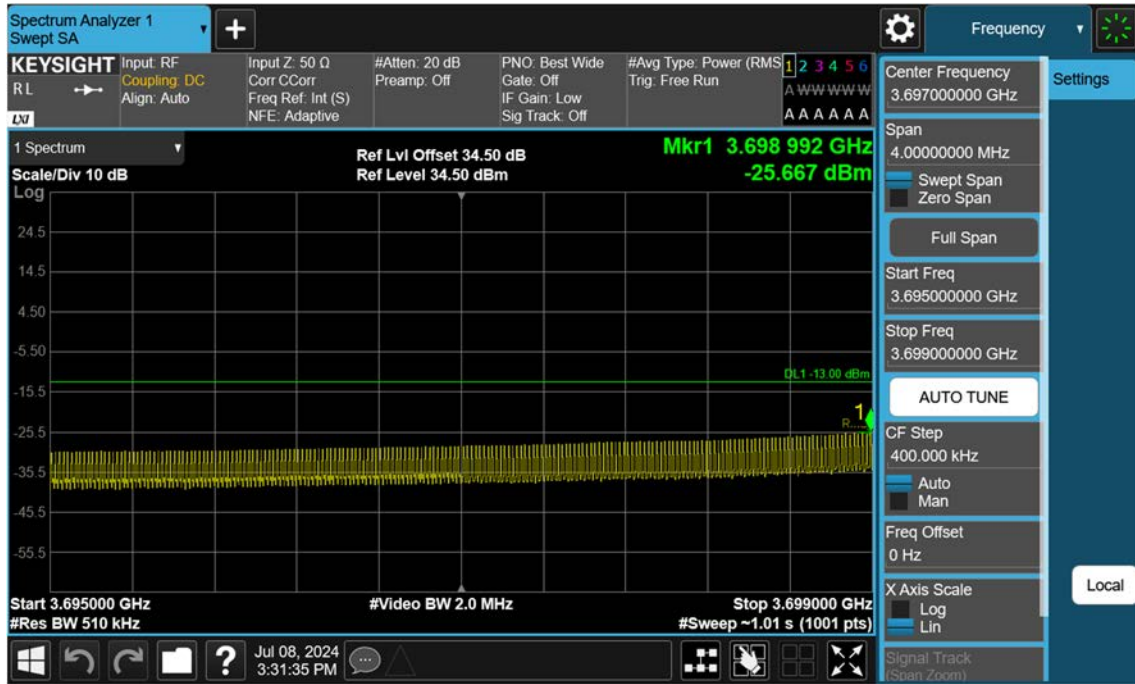 Spectrum Analyzer 1
Swept SA
+
Frequency
KEYSIGHT
RL
LXI
Input: RF
Coupling: DC
Align: Auto
Input Z: 50 Ω
Corr CCorr
Freq Ref: Int (S)
NFE: Adaptive
#Atten: 20 dB
Preamp: Off
PNO: Best Wide
Gate: Off
IF Gain: Low
Sig Track: Off
#Avg Type: Power (RMS
Trig: Free Run
1 2 3 4 5 6
A W W W W W
A A A A A A
1 Spectrum
Scale/Div 10 dB
Log
Ref Lvl Offset 34.50 dB
Ref Level 34.50 dBm
Mkr1 3.698 992 GHz
-25.667 dBm
24.5
14.5
4.50
-5.50
-15.5
-25.5
-35.5
-45.5
-55.5
DL1 -13.00 dBm
1
Start 3.695000 GHz
#Res BW 510 kHz
#Video BW 2.0 MHz
Stop 3.699000 GHz
#Sweep ~1.01 s (1001 pts)
Center Frequency
3.697000000 GHz
Span
4.00000000 MHz
Swept Span
Zero Span
Full Span
Start Freq
3.695000000 GHz
Stop Freq
3.699000000 GHz
AUTO TUNE
CF Step
400.000 kHz
Auto
Man
Freq Offset
0 Hz
X Axis Scale
Log
Lin
Signal Track
(Span Zoom)
Settings
Local
?
Jul 08, 2024
3:31:35 PM